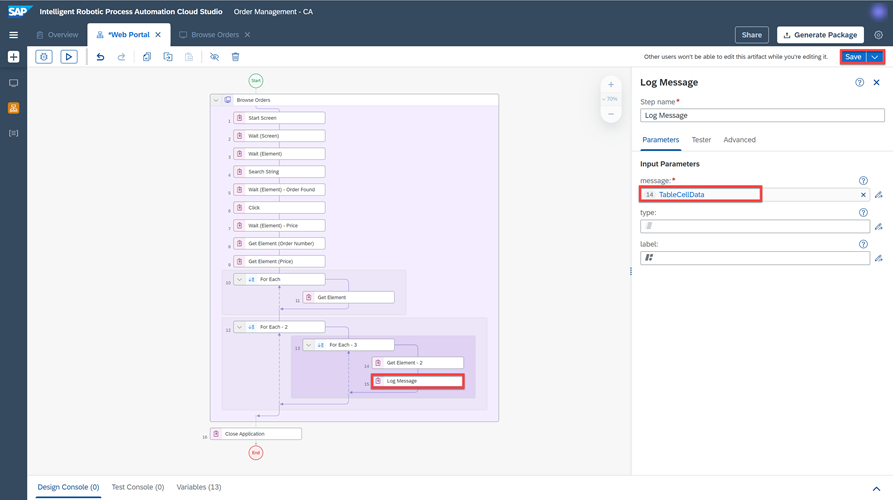 SAP Intelligent Robotic Process Automation Cloud Studio Order Management - CA
Overview *Web Portal Browse Orders Share Generate Package
Other users won't be able to edit this artifact while you're editing it. Save
Start
Browse Orders
1 Start Screen
2 Wait (Screen)
3 Wait (Element)
4 Search String
5 Wait (Element) - Order Found
6 Click
7 Wait (Element) - Price
8 Get Element (Order Number)
9 Get Element (Price)
10 For Each
11 Get Element
12 For Each - 2
13 For Each - 3
14 Get Element - 2
15 Log Message
16 Close Application
End
70%
Log Message
Step name*
Log Message
Parameters Tester Advanced
Input Parameters
message:*
14 TableCellData
type:
label:
Design Console (0) Test Console (0) Variables (13)